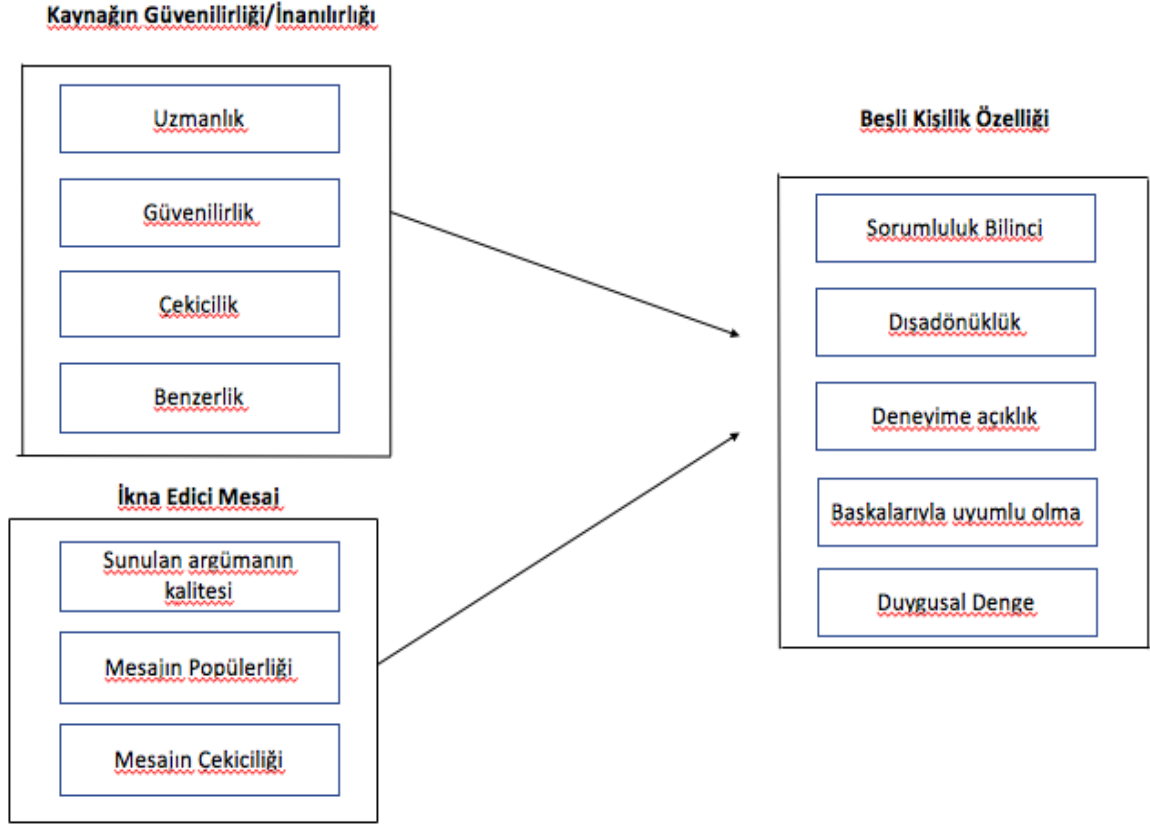 Kaynağın Güvenilirliği/İnanılırlığı
Uzmanlık
Güvenilirlik
Çekicilik
Benzerlik
İkna Edici Mesaj
Sunulan argümanın
kalitesi
Mesajın Popülerliği
Mesajın Çekiciliği
Beşli Kişilik Özelliği
Sorumluluk Bilinci
Dışadönüklük
Deneyime açıklık
Başkalarıyla uyumlu olma
Duygusal Denge